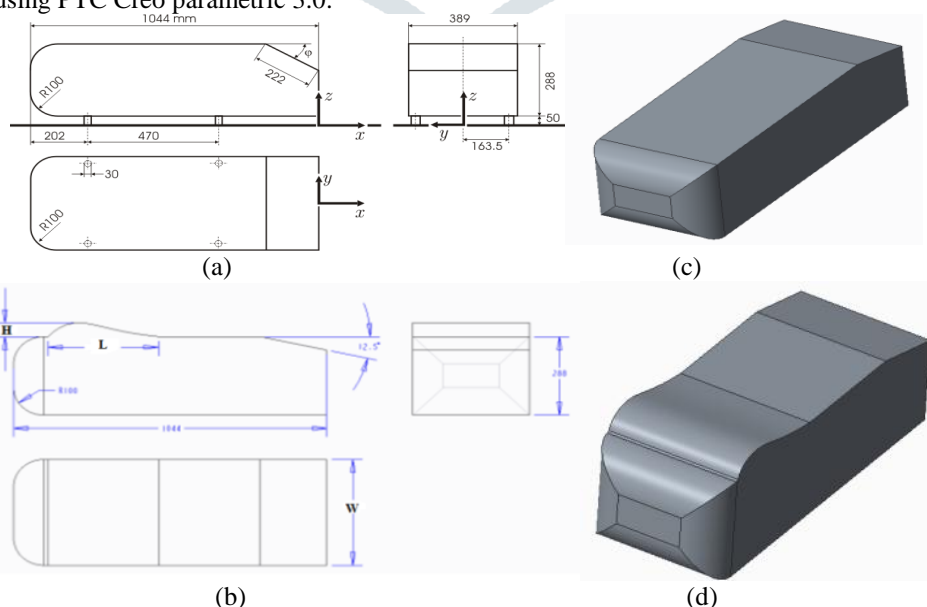 using PTC Creo parametric 3.0.
1044 mm
389
φ
222
R100
z
z
288
50
x
y
202
470
163.5
30
y
x
R100
(a)
(c)
H
L
12.5°
R100
288
1044
W
(b)
(d)